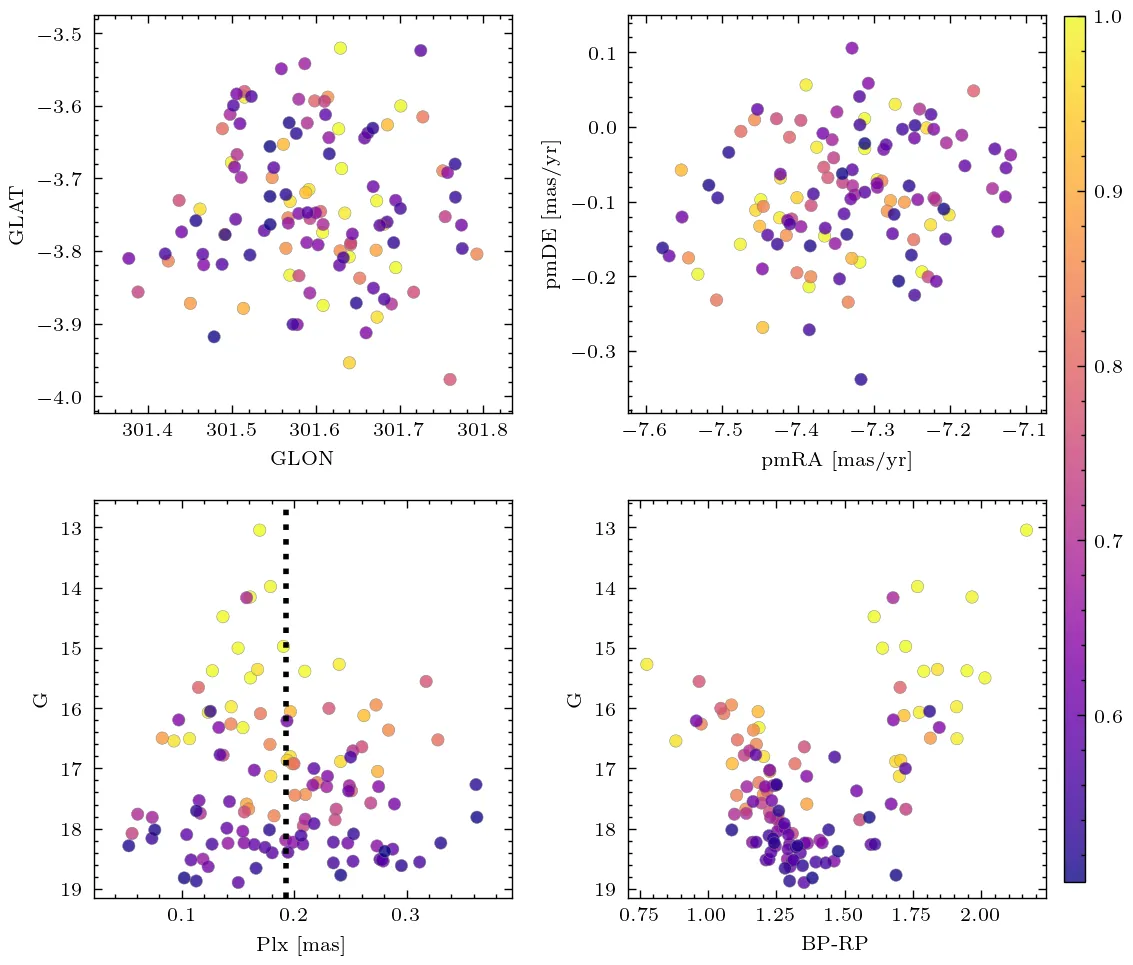 −3.5
−3.6
−3.7
−3.8
−3.9
−4.0
GLAT
301.4 301.5 301.6 301.7 301.8
GLON
0.1
0.0
−0.1
−0.2
−0.3
pmDE [mas/yr]
−7.6 −7.5 −7.4 −7.3 −7.2 −7.1
pmRA [mas/yr]
1.0
0.9
0.8
0.7
0.6
13
14
15
16
17
18
19
G
0.1 0.2 0.3
Plx [mas]
13
14
15
16
17
18
19
G
0.75 1.00 1.25 1.50 1.75 2.00
BP-RP